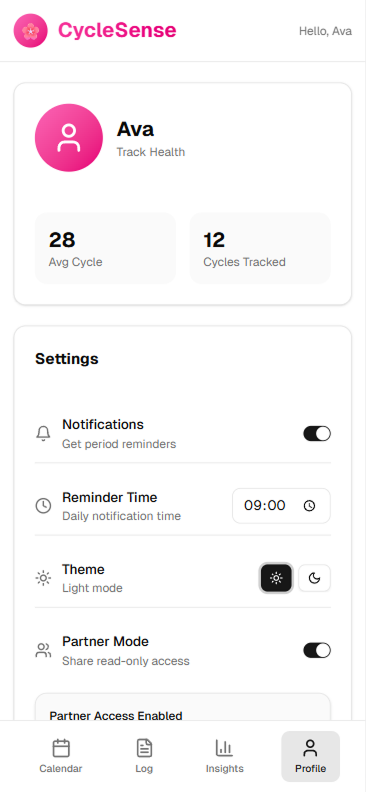 CycleSense
Hello, Ava
Ava
Track Health
28
Avg Cycle
12
Cycles Tracked
Settings
Notifications
Get period reminders
Reminder Time
Daily notification time
09:00
Theme
Light mode
Partner Mode
Share read-only access
Partner Access Enabled
Calendar
Log
Insights
Profile